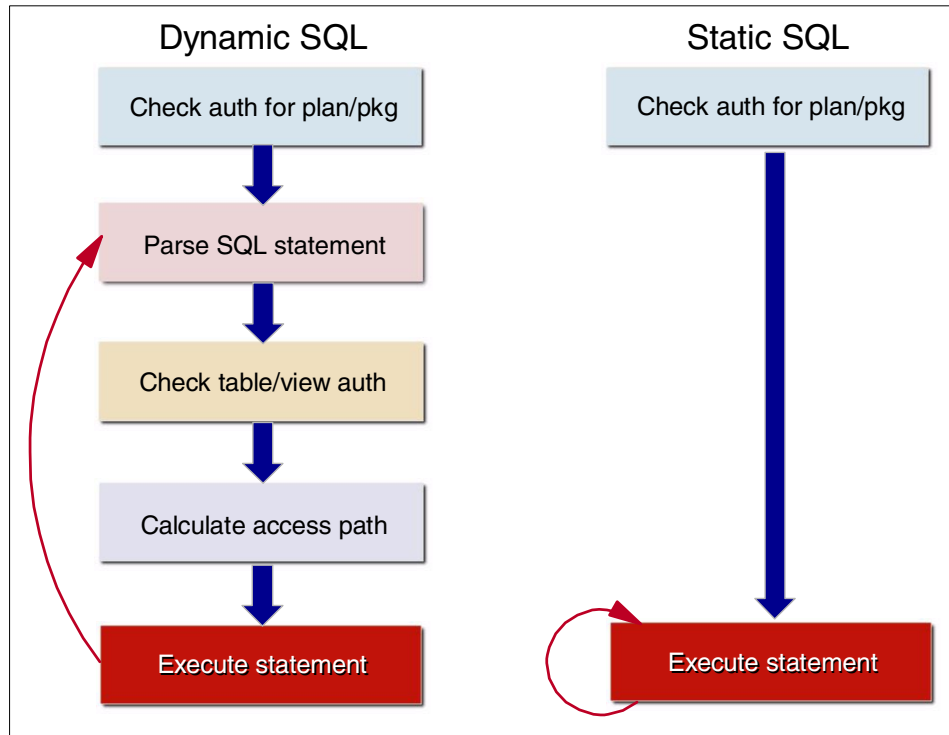 Dynamic SQL
Check auth for plan/pkg
Parse SQL statement
Check table/view auth
Calculate access path
Execute statement
Static SQL
Check auth for plan/pkg
Execute statement